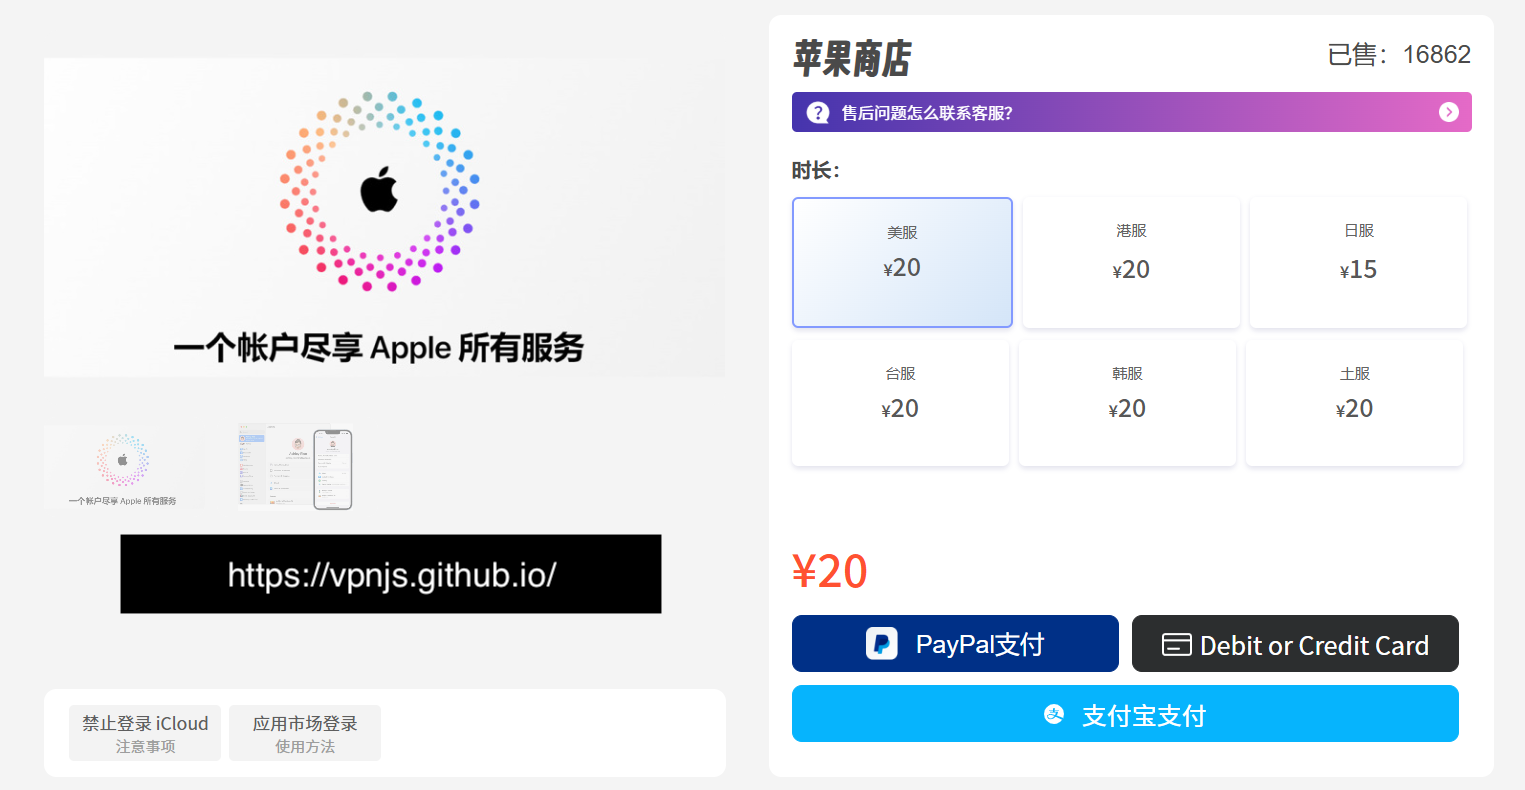 一个帐户尽享 Apple 所有服务
一个帐户尽享 Apple 所有服务
https://vpnjs.github.io/
禁止登录 iCloud
注意事项
应用市场登录
使用方法
苹果商店
已售：16862
售后问题怎么联系客服？
时长：
美服
¥20
港服
¥20
日服
¥15
台服
¥20
韩服
¥20
土服
¥20
¥20
PayPal支付
Debit or Credit Card
支付宝支付